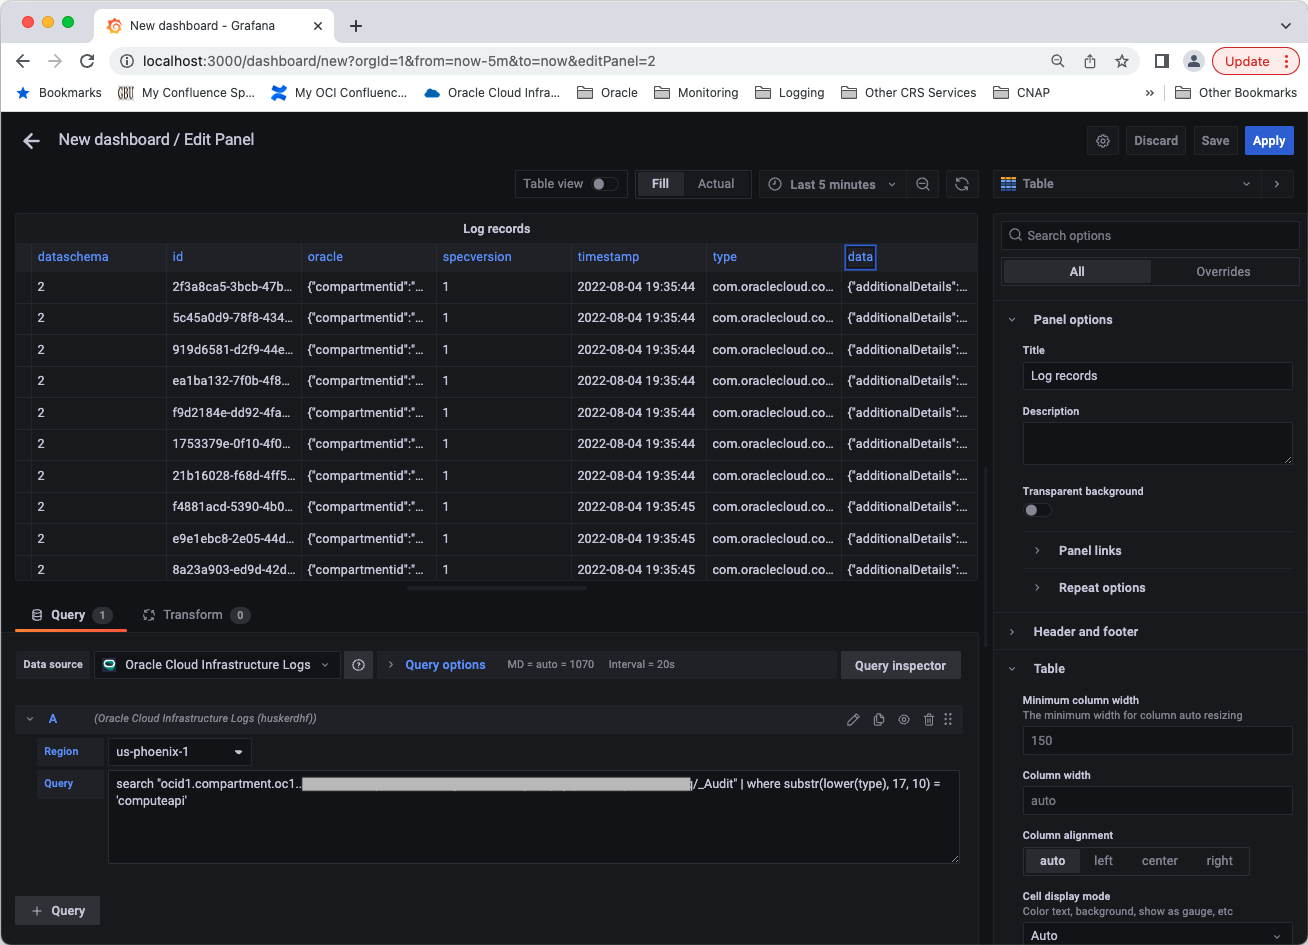 New dashboard - Grafana
localhost:3000/dashboard/new?orgId=1&from=now-5m&to=now&editPanel=2
Update
Bookmarks My Confluence Sp... My OCI Confluenc... Oracle Cloud Infra... Oracle Monitoring Logging Other CRS Services CNAP » Other Bookmarks
New dashboard / Edit Panel
Discard Save Apply
Table view Fill Actual Last 5 minutes Table
Log records
Search options
dataschema id oracle specversion timestamp type data
All Overrides
2 2f3a8ca5-3bcb-47b... {"compartmentid":"... 1 2022-08-04 19:35:44 com.oraclecloud.co... {"additionalDetails":...
2 5c45a0d9-78f8-434... {"compartmentid":"... 1 2022-08-04 19:35:44 com.oraclecloud.co... {"additionalDetails":...
2 919d6581-d2f9-44e... {"compartmentid":"... 1 2022-08-04 19:35:44 com.oraclecloud.co... {"additionalDetails":...
2 ea1ba132-7f0b-4f8... {"compartmentid":"... 1 2022-08-04 19:35:44 com.oraclecloud.co... {"additionalDetails":...
2 f9d2184e-dd92-4fa... {"compartmentid":"... 1 2022-08-04 19:35:44 com.oraclecloud.co... {"additionalDetails":...
2 1753379e-0f10-4f0... {"compartmentid":"... 1 2022-08-04 19:35:44 com.oraclecloud.co... {"additionalDetails":...
2 21b16028-f68d-4ff5... {"compartmentid":"... 1 2022-08-04 19:35:44 com.oraclecloud.co... {"additionalDetails":...
2 f4881acd-5390-4b0... {"compartmentid":"... 1 2022-08-04 19:35:45 com.oraclecloud.co... {"additionalDetails":...
2 e9e1ebc8-2e05-44d... {"compartmentid":"... 1 2022-08-04 19:35:45 com.oraclecloud.co... {"additionalDetails":...
2 8a23a903-ed9d-42d... {"compartmentid":"... 1 2022-08-04 19:35:45 com.oraclecloud.co... {"additionalDetails":...
Panel options
Title
Log records
Description
Transparent background
Panel links
Repeat options
Header and footer
Table
Minimum column width
The minimum width for column auto resizing
150
Column width
auto
Column alignment
auto left center right
Cell display mode
Color text, background, show as gauge, etc
Auto
Query 1 Transform 0
Data source Oracle Cloud Infrastructure Logs Query options MD = auto = 1070 Interval = 20s Query inspector
A (Oracle Cloud Infrastructure Logs (huskerdhf))
Region us-phoenix-1
Query search "ocid1.compartment.oc1.. /_Audit" | where substr(lower(type), 17, 10) =
'computeapi'
+ Query